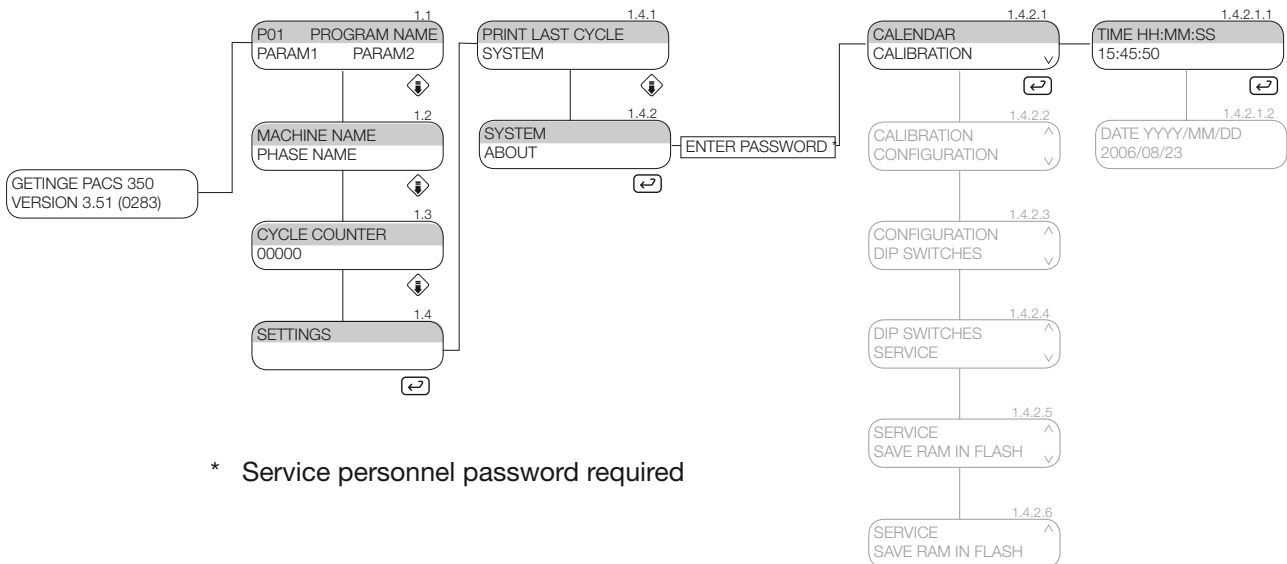 GETINGE PACS 350
VERSION 3.51 (0283)
1.1
P01 PROGRAM NAME
PARAM1 PARAM2
1.2
MACHINE NAME
PHASE NAME
1.3
CYCLE COUNTER
00000
1.4
SETTINGS
1.4.1
PRINT LAST CYCLE
SYSTEM
1.4.2
SYSTEM
ABOUT
ENTER PASSWORD *
1.4.2.1
CALENDAR
CALIBRATION
1.4.2.2
CALIBRATION
CONFIGURATION
1.4.2.3
CONFIGURATION
DIP SWITCHES
1.4.2.4
DIP SWITCHES
SERVICE
1.4.2.5
SERVICE
SAVE RAM IN FLASH
1.4.2.6
SERVICE
SAVE RAM IN FLASH
1.4.2.1.1
TIME HH:MM:SS
15:45:50
1.4.2.1.2
DATE YYYY/MM/DD
2006/08/23
* Service personnel password required